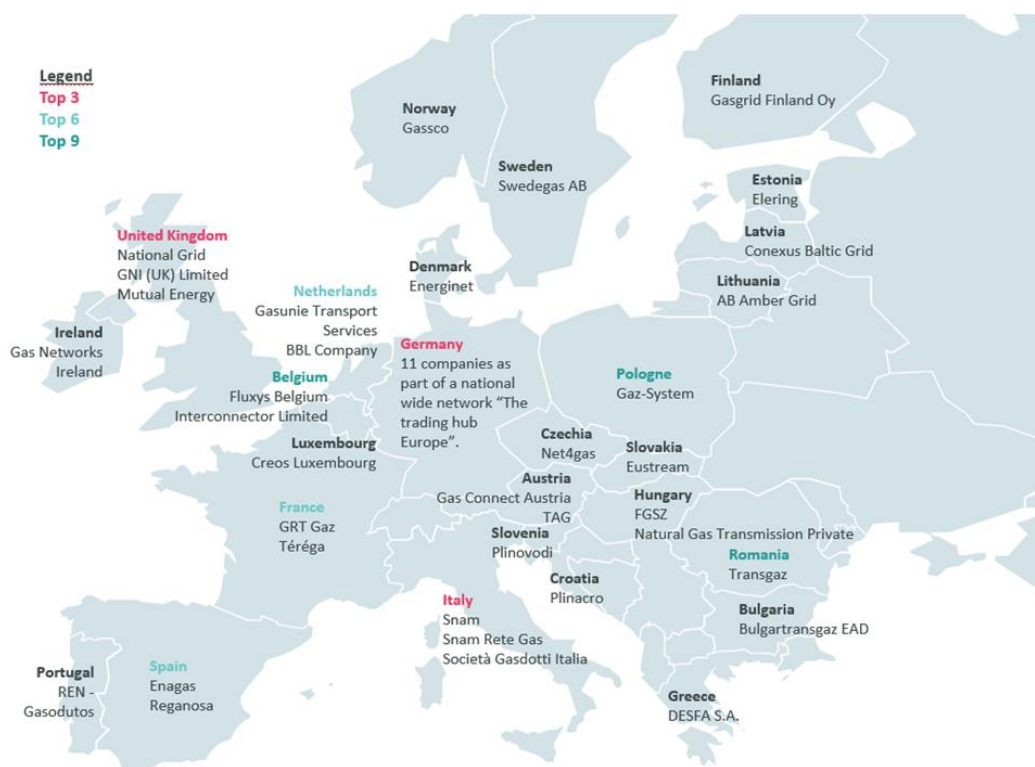 Legend
Top 3
Top 6
Top 9
Norway
Gassco
Finland
Gasgrid Finland Oy
Sweden
Swedegas AB
Estonia
Elering
Latvia
Conexus Baltic Grid
Lithuania
AB Amber Grid
United Kingdom
National Grid
GNI (UK) Limited
Mutual Energy
Denmark
Energinet
Netherlands
Gasunie Transport
Services
BBL Company
Ireland
Gas Networks
Ireland
Germany
11 companies as
part of a national
wide network “The
trading hub
Europe”.
Belgium
Fluxys Belgium
Interconnector Limited
Pologne
Gaz-System
Luxembourg
Creos Luxembourg
Czechia
Net4gas
Slovakia
Eustream
Austria
Gas Connect Austria
TAG
Hungary
FGSZ
Natural Gas Transmission Private
France
GRT Gaz
Téréga
Slovenia
Plinovodi
Romania
Transgaz
Croatia
Plinacro
Italy
Snam
Snam Rete Gas
Società Gasdotti Italia
Bulgaria
Bulgartransgaz EAD
Portugal
REN -
Gasodutos
Spain
Enagas
Reganosa
Greece
DESFA S.A.